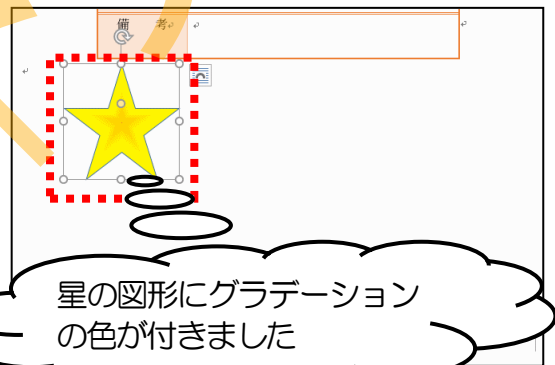 備　考
星の図形にグラデーション
の色が付きました